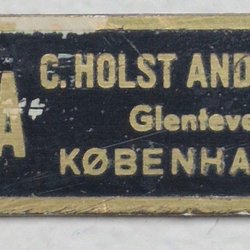 A"
C. HOLST AND
Glenteve
KØBENHA